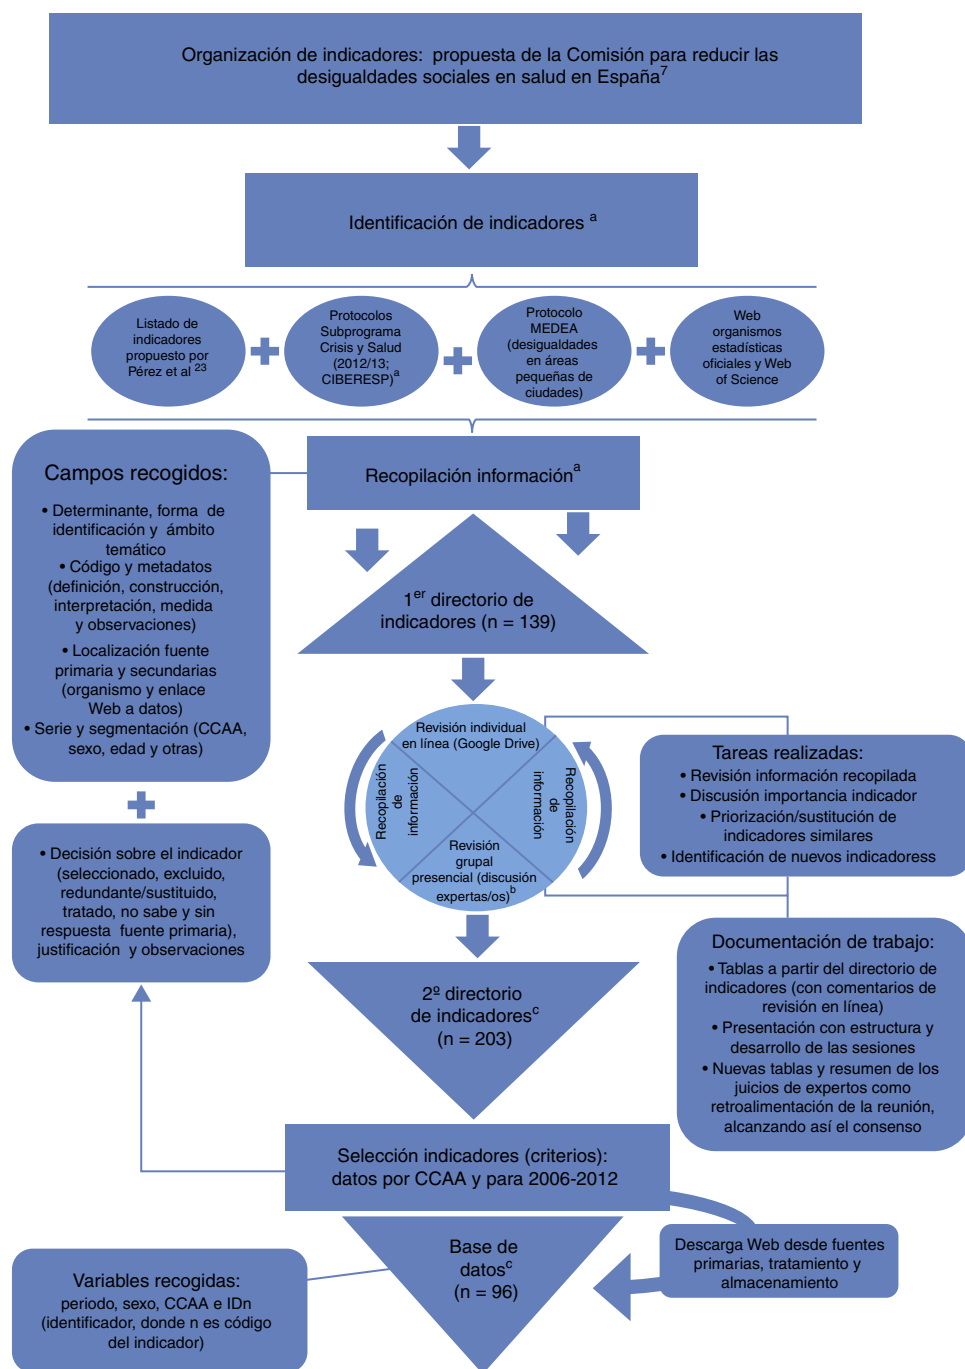 Organización de indicadores: propuesta de la Comisión para reducir las
desigualdades sociales en salud en España7
Identificación de indicadores a
Listado de
indicadores
propuesto por
Pérez et al 23
Protocolos
Subprograma
Crisis y Salud
(2012/13;
CIBERESP)a
Protocolo
MEDEA
(desigualdades
en áreas
pequeñas de
ciudades)
Web
organismos
estadísticas
oficiales y Web
of Science
Recopilación informacióna
Campos recogidos:
• Determinante, forma de
identificación y ámbito
temático
• Código y metadatos
(definición, construcción,
interpretación, medida
y observaciones)
• Localización fuente
primaria y secundarias
(organismo y enlace
Web a datos)
• Serie y segmentación (CCAA,
sexo, edad y otras)
1er directorio de
indicadores (n = 139)
Revisión individual
en línea (Google Drive)
Recopilación
de
información
Recopilación
de
información
Revisión
grupal
presencial (discusión
expertas/os)b
Tareas realizadas:
• Revisión información recopilada
• Discusión importancia indicador
• Priorización/sustitución de
indicadores similares
• Identificación de nuevos indicadoress
• Decisión sobre el indicador
(seleccionado, excluido,
redundante/sustituido,
tratado, no sabe y sin
respuesta fuente primaria),
justificación y observaciones
Documentación de trabajo:
• Tablas a partir del directorio de
indicadores (con comentarios de
revisión en línea)
• Presentación con estructura y
desarrollo de las sesiones
• Nuevas tablas y resumen de los
juicios de expertos como
retroalimentación de la reunión,
alcanzando así el consenso
2º directorio
de indicadoresc
(n = 203)
Selección indicadores (criterios):
datos por CCAA y para 2006-2012
Descarga Web desde fuentes
primarias, tratamiento y
almacenamiento
Base de
datosc
(n = 96)
Variables recogidas:
periodo, sexo, CCAA e IDn
(identificador, donde n es código
del indicador)